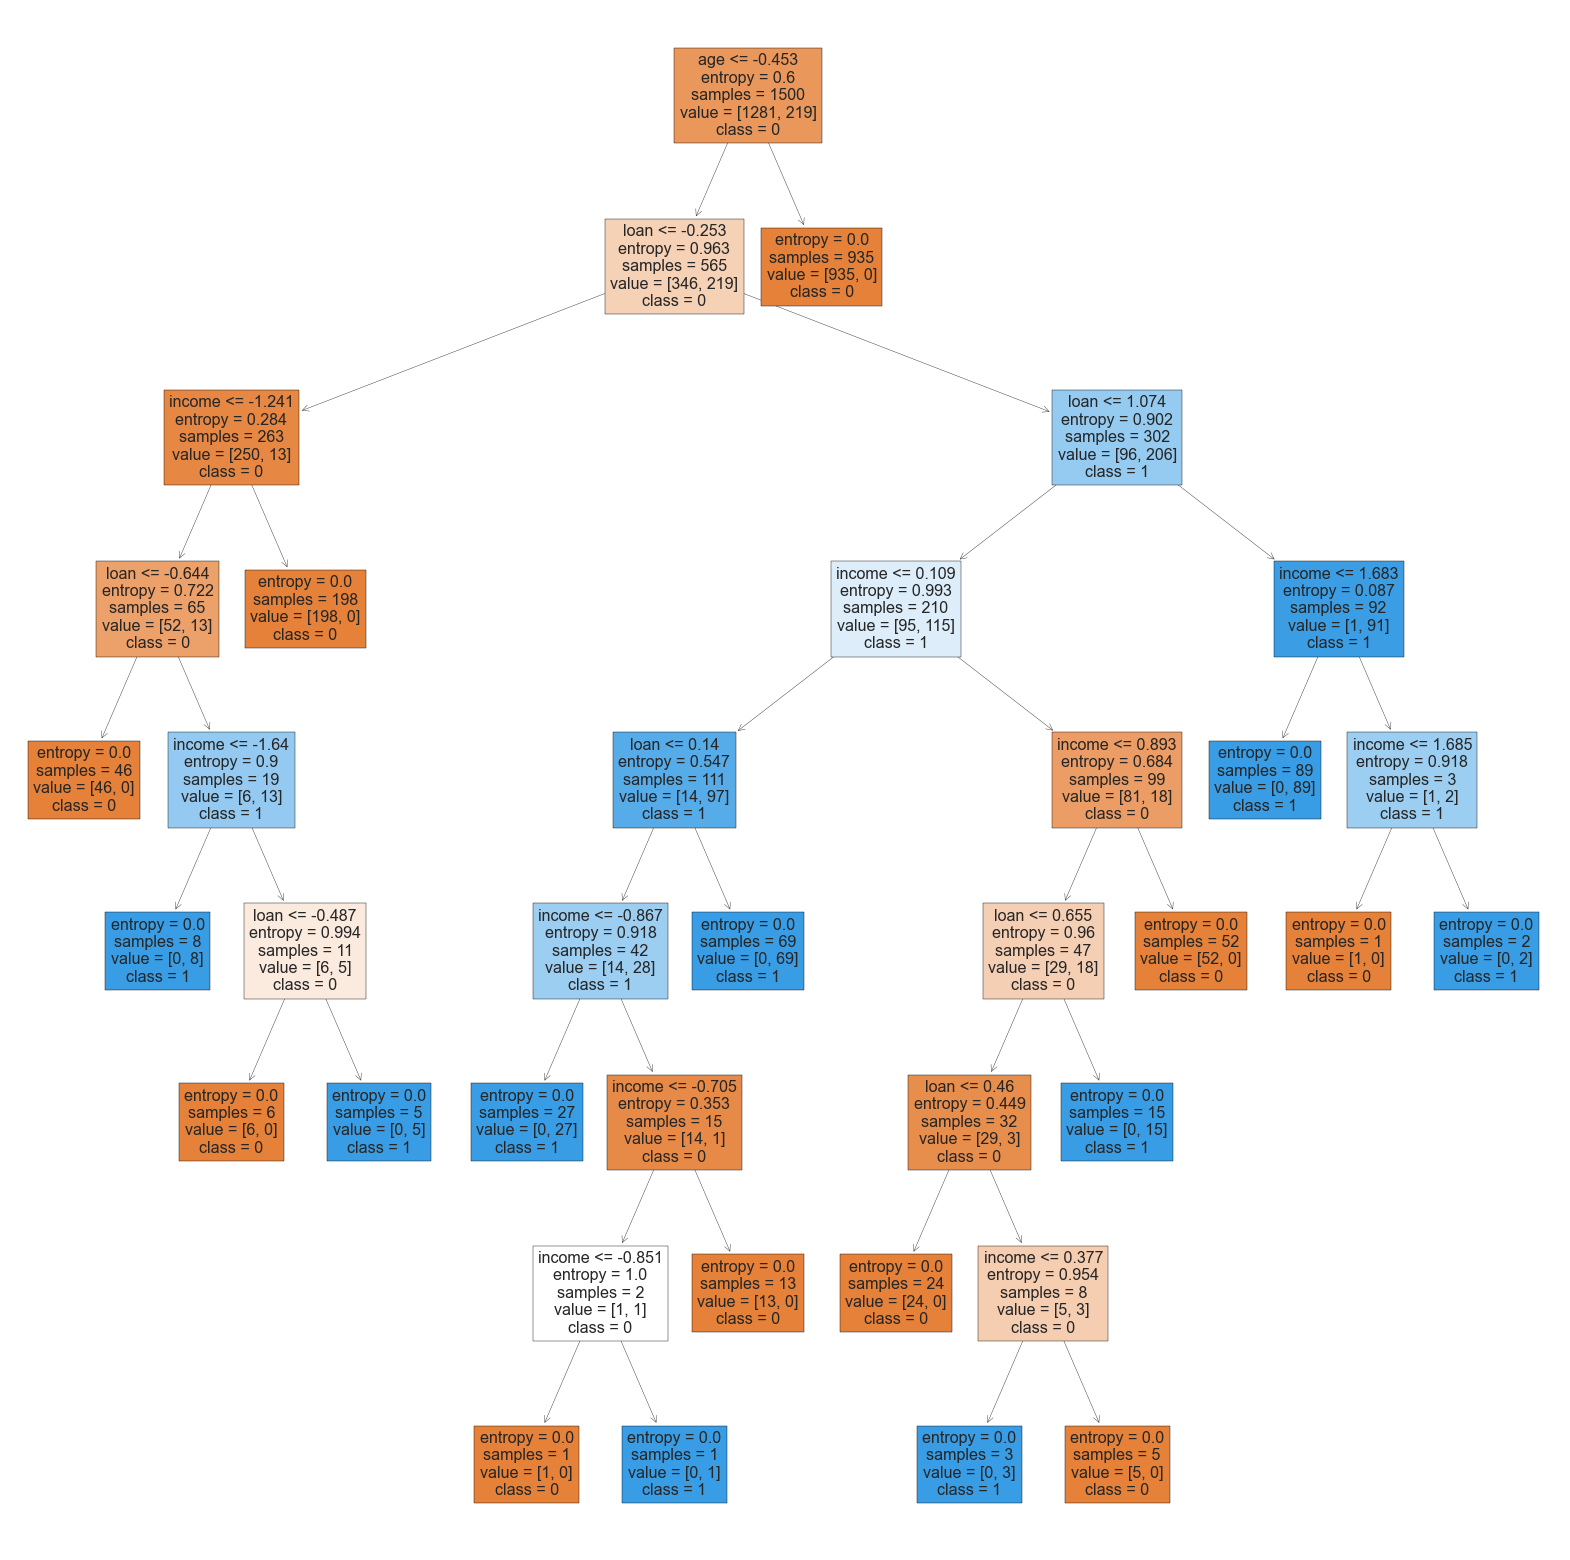 age <= -0.453
entropy = 0.6
samples = 1500
value = [1281, 219]
class = 0
loan <= -0.253
entropy = 0.963
samples = 565
value = [346, 219]
class = 0
entropy = 0.0
samples = 935
value = [935, 0]
class = 0
income <= -1.241
entropy = 0.284
samples = 263
value = [250, 13]
class = 0
loan <= 1.074
entropy = 0.902
samples = 302
value = [96, 206]
class = 1
loan <= -0.644
entropy = 0.722
samples = 65
value = [52, 13]
class = 0
entropy = 0.0
samples = 198
value = [198, 0]
class = 0
income <= 0.109
entropy = 0.993
samples = 210
value = [95, 115]
class = 1
income <= 1.683
entropy = 0.087
samples = 92
value = [1, 91]
class = 1
entropy = 0.0
samples = 46
value = [46, 0]
class = 0
income <= -1.64
entropy = 0.9
samples = 19
value = [6, 13]
class = 1
loan <= 0.14
entropy = 0.547
samples = 111
value = [14, 97]
class = 1
income <= 0.893
entropy = 0.684
samples = 99
value = [81, 18]
class = 0
entropy = 0.0
samples = 89
value = [0, 89]
class = 1
income <= 1.685
entropy = 0.918
samples = 3
value = [1, 2]
class = 1
entropy = 0.0
samples = 8
value = [0, 8]
class = 1
loan <= -0.487
entropy = 0.994
samples = 11
value = [6, 5]
class = 0
income <= -0.867
entropy = 0.918
samples = 42
value = [14, 28]
class = 1
entropy = 0.0
samples = 69
value = [0, 69]
class = 1
loan <= 0.655
entropy = 0.96
samples = 47
value = [29, 18]
class = 0
entropy = 0.0
samples = 52
value = [52, 0]
class = 0
entropy = 0.0
samples = 1
value = [1, 0]
class = 0
entropy = 0.0
samples = 2
value = [0, 2]
class = 1
entropy = 0.0
samples = 6
value = [6, 0]
class = 0
entropy = 0.0
samples = 5
value = [0, 5]
class = 1
entropy = 0.0
samples = 27
value = [0, 27]
class = 1
income <= -0.705
entropy = 0.353
samples = 15
value = [14, 1]
class = 0
loan <= 0.46
entropy = 0.449
samples = 32
value = [29, 3]
class = 0
entropy = 0.0
samples = 15
value = [0, 15]
class = 1
income <= -0.851
entropy = 1.0
samples = 2
value = [1, 1]
class = 0
entropy = 0.0
samples = 13
value = [13, 0]
class = 0
entropy = 0.0
samples = 24
value = [24, 0]
class = 0
income <= 0.377
entropy = 0.954
samples = 8
value = [5, 3]
class = 0
entropy = 0.0
samples = 1
value = [1, 0]
class = 0
entropy = 0.0
samples = 1
value = [0, 1]
class = 1
entropy = 0.0
samples = 3
value = [0, 3]
class = 1
entropy = 0.0
samples = 5
value = [5, 0]
class = 0